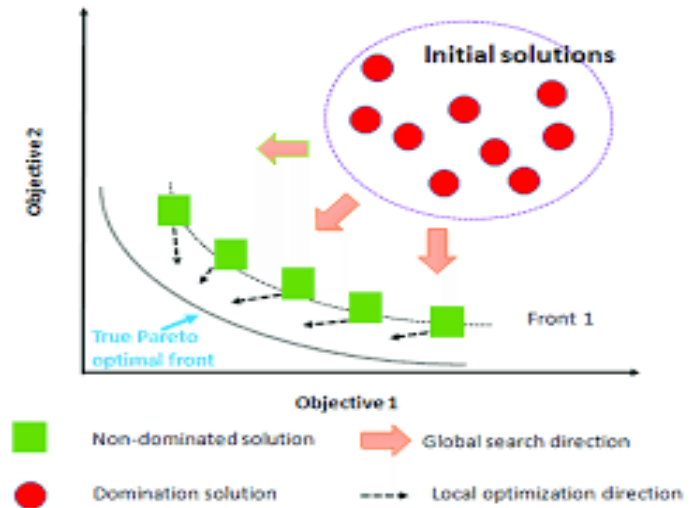 Initial solutions
Objective 2
Front 1
True Pareto
optimal front
Objective 1
Non-dominated solution
Global search direction
Domination solution
Local optimization direction